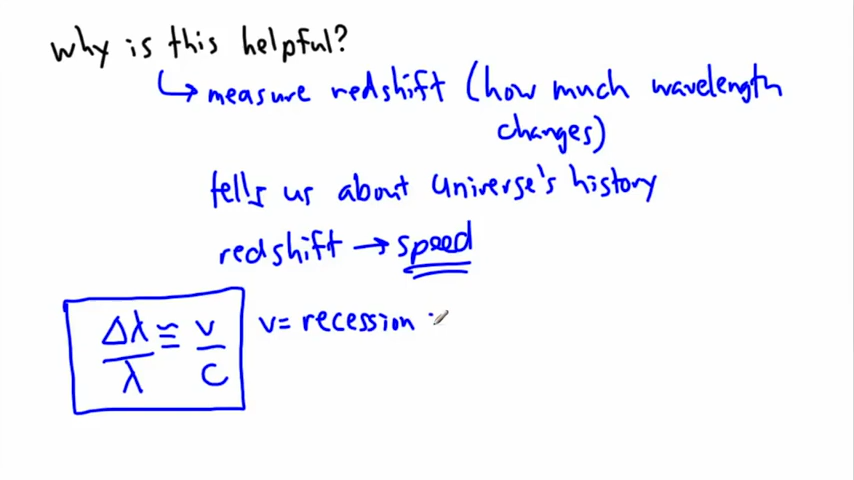 why is this helpful?
↳ measure redshift (how much wavelength
changes)
tells us about Universe's history
redshift → speed
Δλ/λ ≅ v/c v = recession